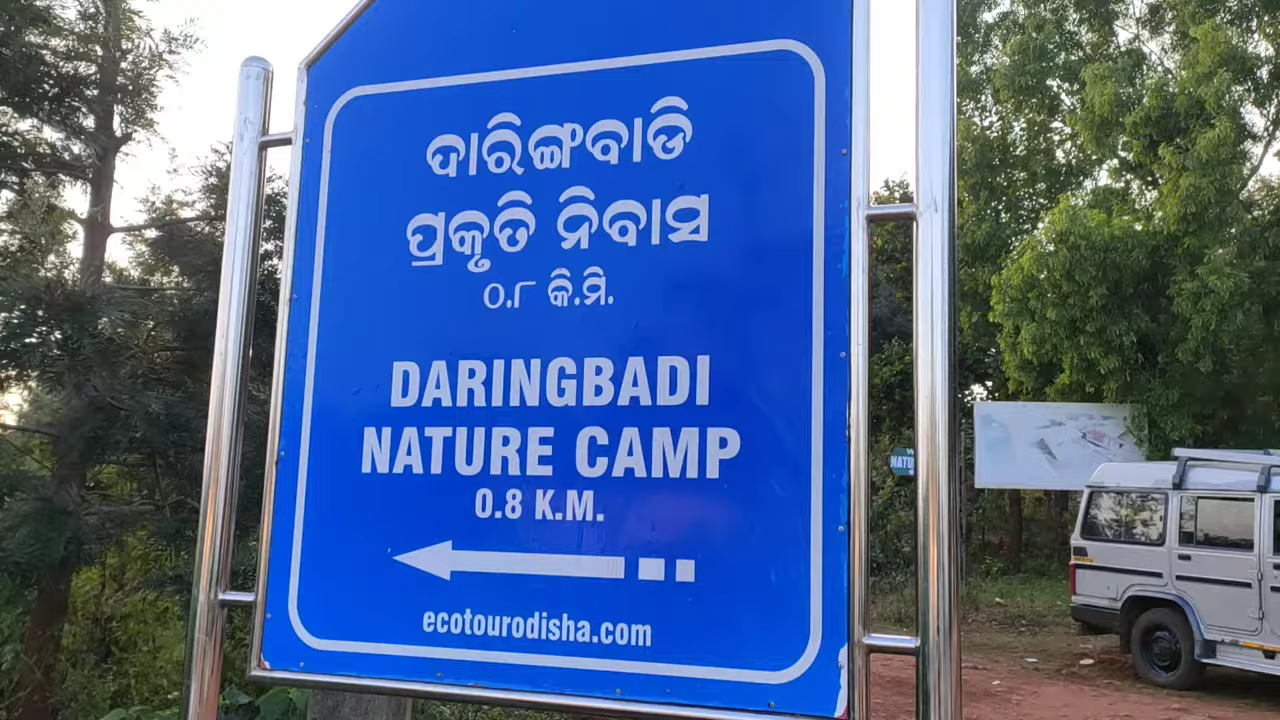 ଦାରିଙ୍ଗବାଡି
ପ୍ରକୃତି ନିବାସ
୦.୮ କି.ମି.
DARINGBADI
NATURE CAMP
0.8 K.M.
ecotourodisha.com